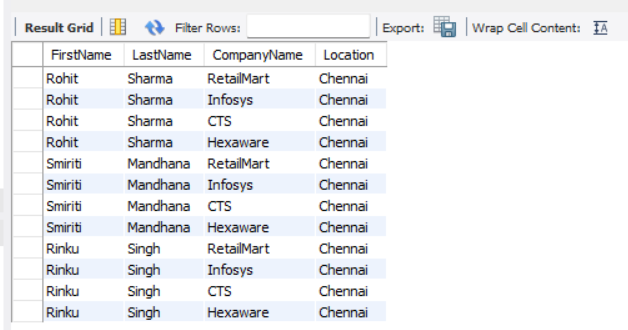 Result Grid Filter Rows: Export: Wrap Cell Content: IA
FirstName LastName CompanyName Location
Rohit Sharma RetailMart Chennai
Rohit Sharma Infosys Chennai
Rohit Sharma CTS Chennai
Rohit Sharma Hexaware Chennai
Smiriti Mandhana RetailMart Chennai
Smiriti Mandhana Infosys Chennai
Smiriti Mandhana CTS Chennai
Smiriti Mandhana Hexaware Chennai
Rinku Singh RetailMart Chennai
Rinku Singh Infosys Chennai
Rinku Singh CTS Chennai
Rinku Singh Hexaware Chennai